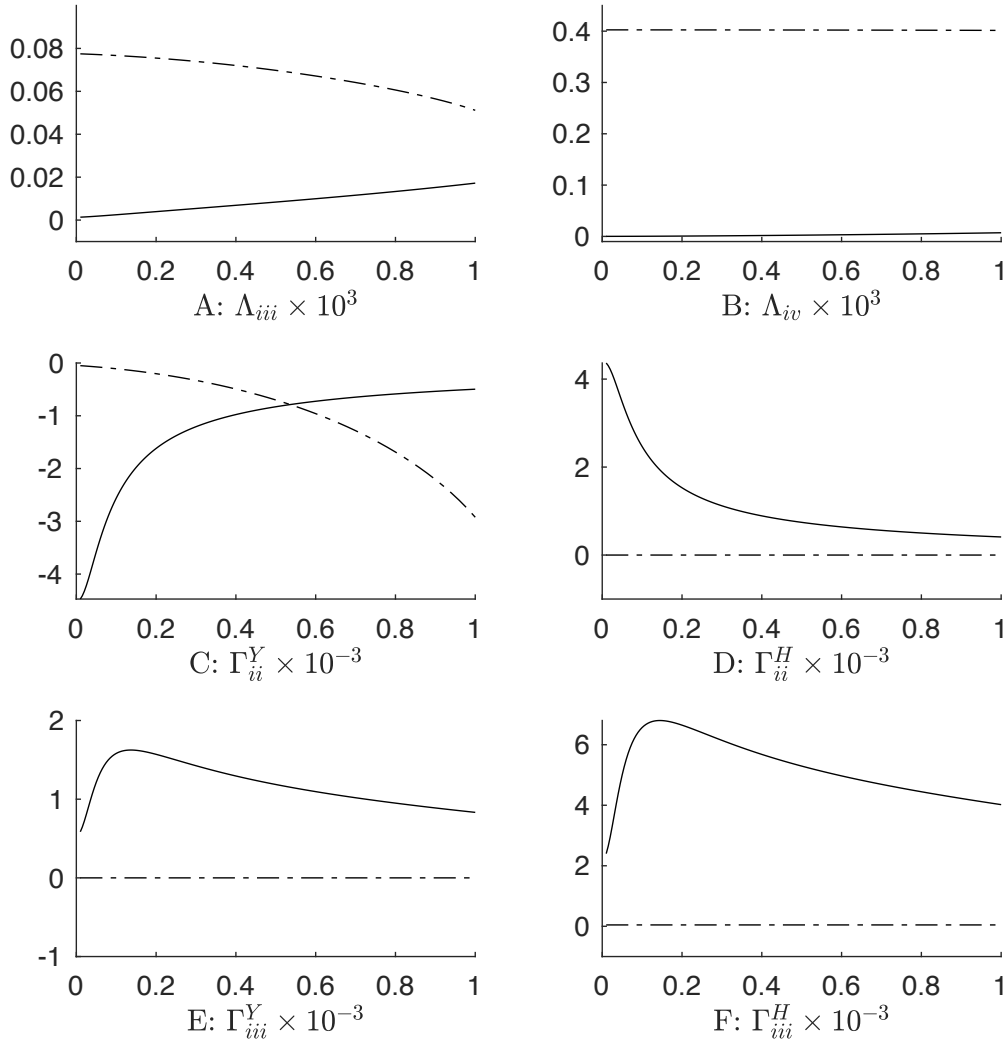 0.08
0.06
0.04
0.02
0
0 0.2 0.4 0.6 0.8 1
A: Λ_{iii} × 10^3
0.4
0.3
0.2
0.1
0
0 0.2 0.4 0.6 0.8 1
B: Λ_{iv} × 10^3
0
-1
-2
-3
-4
0 0.2 0.4 0.6 0.8 1
C: Γ^Y_{ii} × 10^{-3}
4
2
0
0 0.2 0.4 0.6 0.8 1
D: Γ^H_{ii} × 10^{-3}
2
1
0
-1
0 0.2 0.4 0.6 0.8 1
E: Γ^Y_{iii} × 10^{-3}
6
4
2
0
0 0.2 0.4 0.6 0.8 1
F: Γ^H_{iii} × 10^{-3}